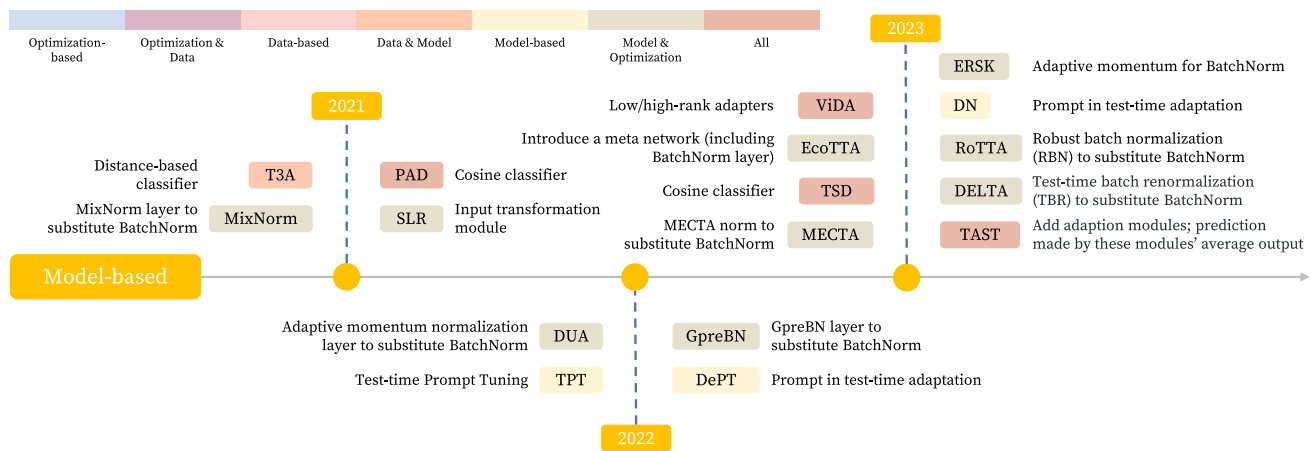 Optimization-
based
Optimization &
Data
Data-based
Data & Model
Model-based
Model &
Optimization
All
2021
Distance-based
classifier
T3A
PAD
Cosine classifier
MixNorm layer to
substitute BatchNorm
MixNorm
SLR
Input transformation
module
2023
ERSK
Adaptive momentum for BatchNorm
Low/high-rank adapters
ViDA
DN
Prompt in test-time adaptation
Introduce a meta network (including
BatchNorm layer)
EcoTTA
RoTTA
Robust batch normalization
(RBN) to substitute BatchNorm
Cosine classifier
TSD
DELTA
Test-time batch renormalization
(TBR) to substitute BatchNorm
MECTA norm to
substitute BatchNorm
MECTA
TAST
Add adaption modules; prediction
made by these modules' average output
Model-based
Adaptive momentum normalization
layer to substitute BatchNorm
DUA
GpreBN
GpreBN layer to
substitute BatchNorm
Test-time Prompt Tuning
TPT
DePT
Prompt in test-time adaptation
2022